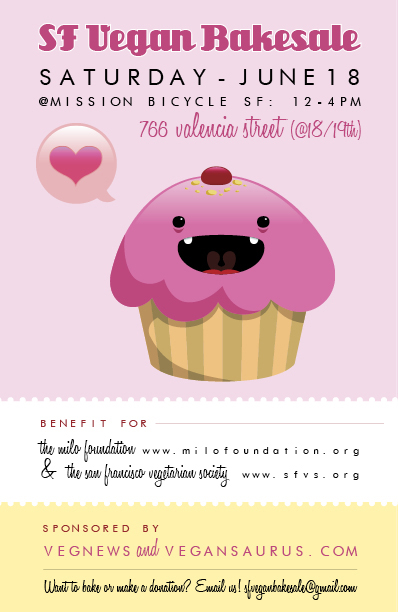 SF Vegan Bakesale
SATURDAY - JUNE 18
@MISSION BICYCLE SF: 12-4PM
766 valencia street (@18/19th)
BENEFIT FOR
the milo foundation www.milofoundation.org
& the san francisco vegetarian society www.sfvs.org
SPONSORED BY
VEGNEWS and VEGANSAURUS.COM
Want to bake or make a donation? Email us! sfveganbakesale@gmail.com